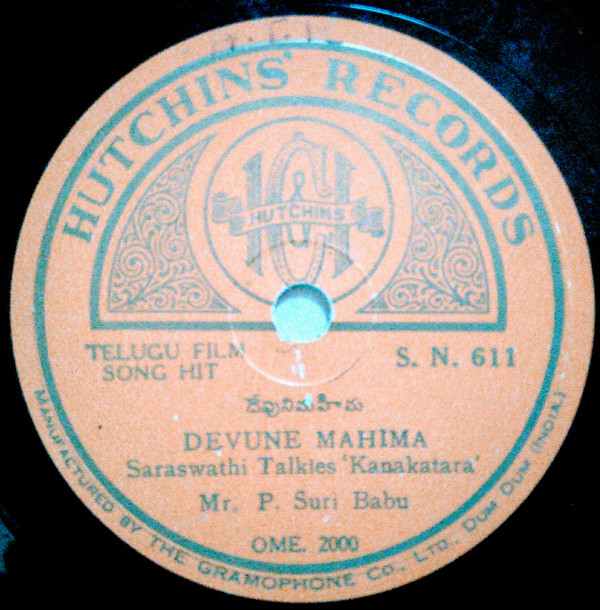 HUTCHINS' RECORDS
HUTCHINS
TELUGU FILM
SONG HIT
S. N. 611
దేవునిమహిమ
DEVUNE MAHIMA
Saraswathi Talkies 'Kanakatara'
Mr. P. Suri Babu
OME. 2000
MANUFACTURED BY THE GRAMOPHONE CO., LTD., DUM DUM (INDIA.)